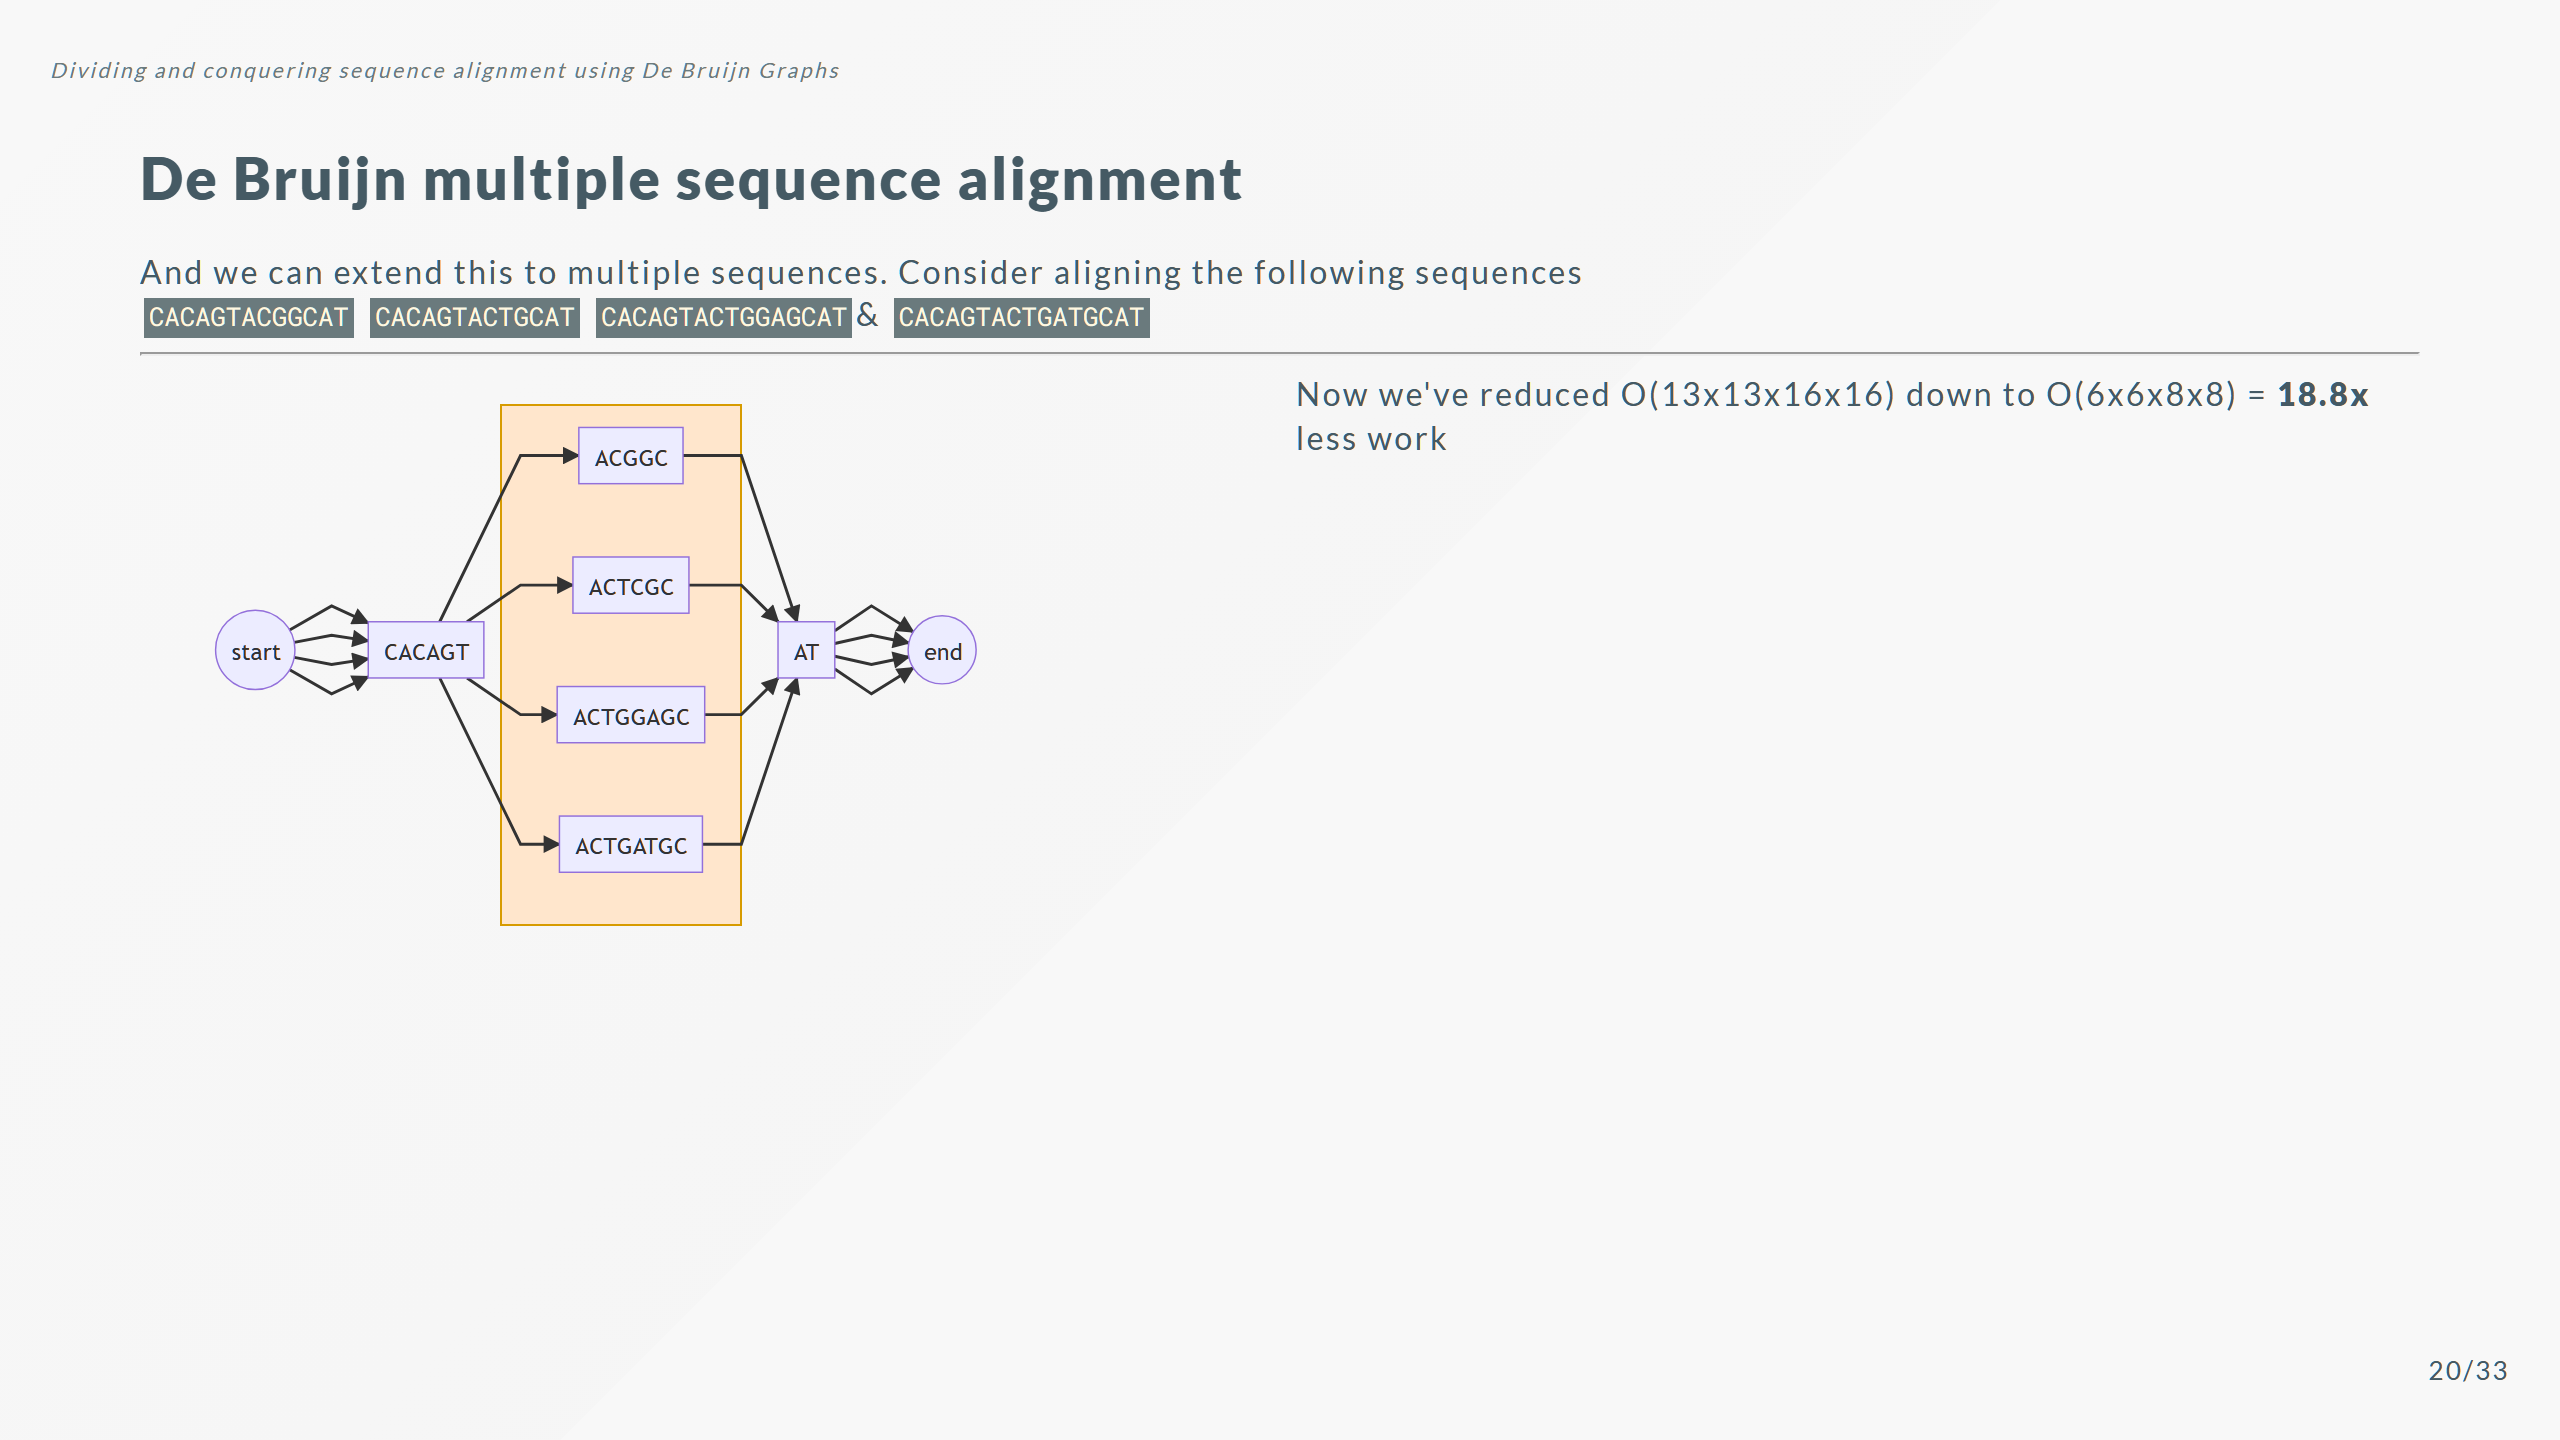 Dividing and conquering sequence alignment using De Bruijn Graphs
De Bruijn multiple sequence alignment
And we can extend this to multiple sequences. Consider aligning the following sequences
CACAGTACGGCAT CACAGTACTGCAT CACAGTACTGGAGCAT & CACAGTACTGATGCAT
Now we've reduced O(13x13x16x16) down to O(6x6x8x8) = 18.8x
less work
ACGGC
ACTCGC
start
CACAGT
AT
end
ACTGGAGC
ACTGATGC
20/33